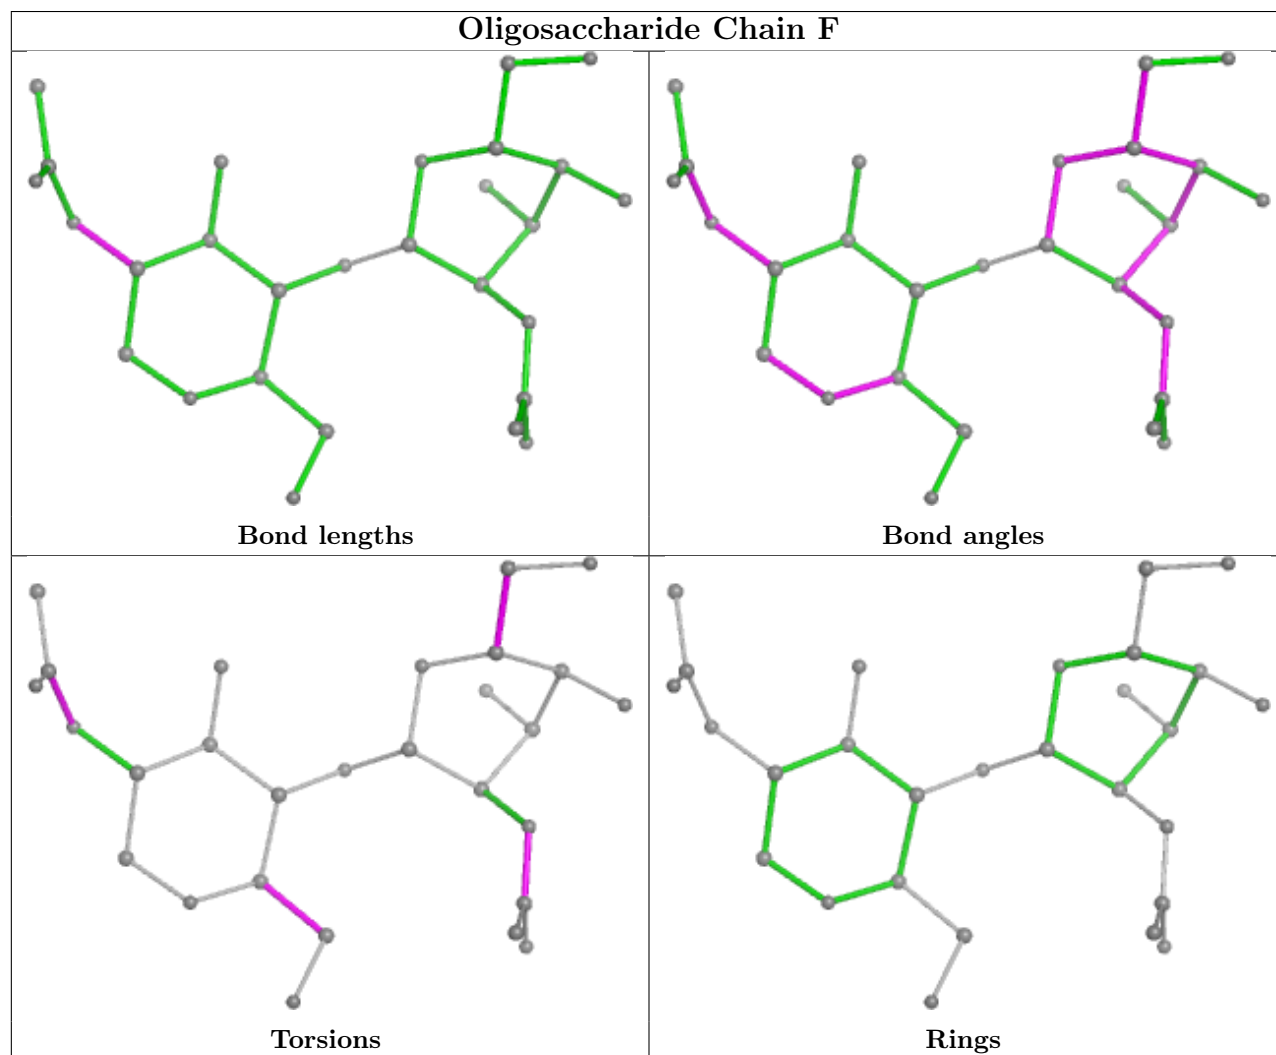 Oligosaccharide Chain F
Bond lengths
Bond angles
Torsions
Rings